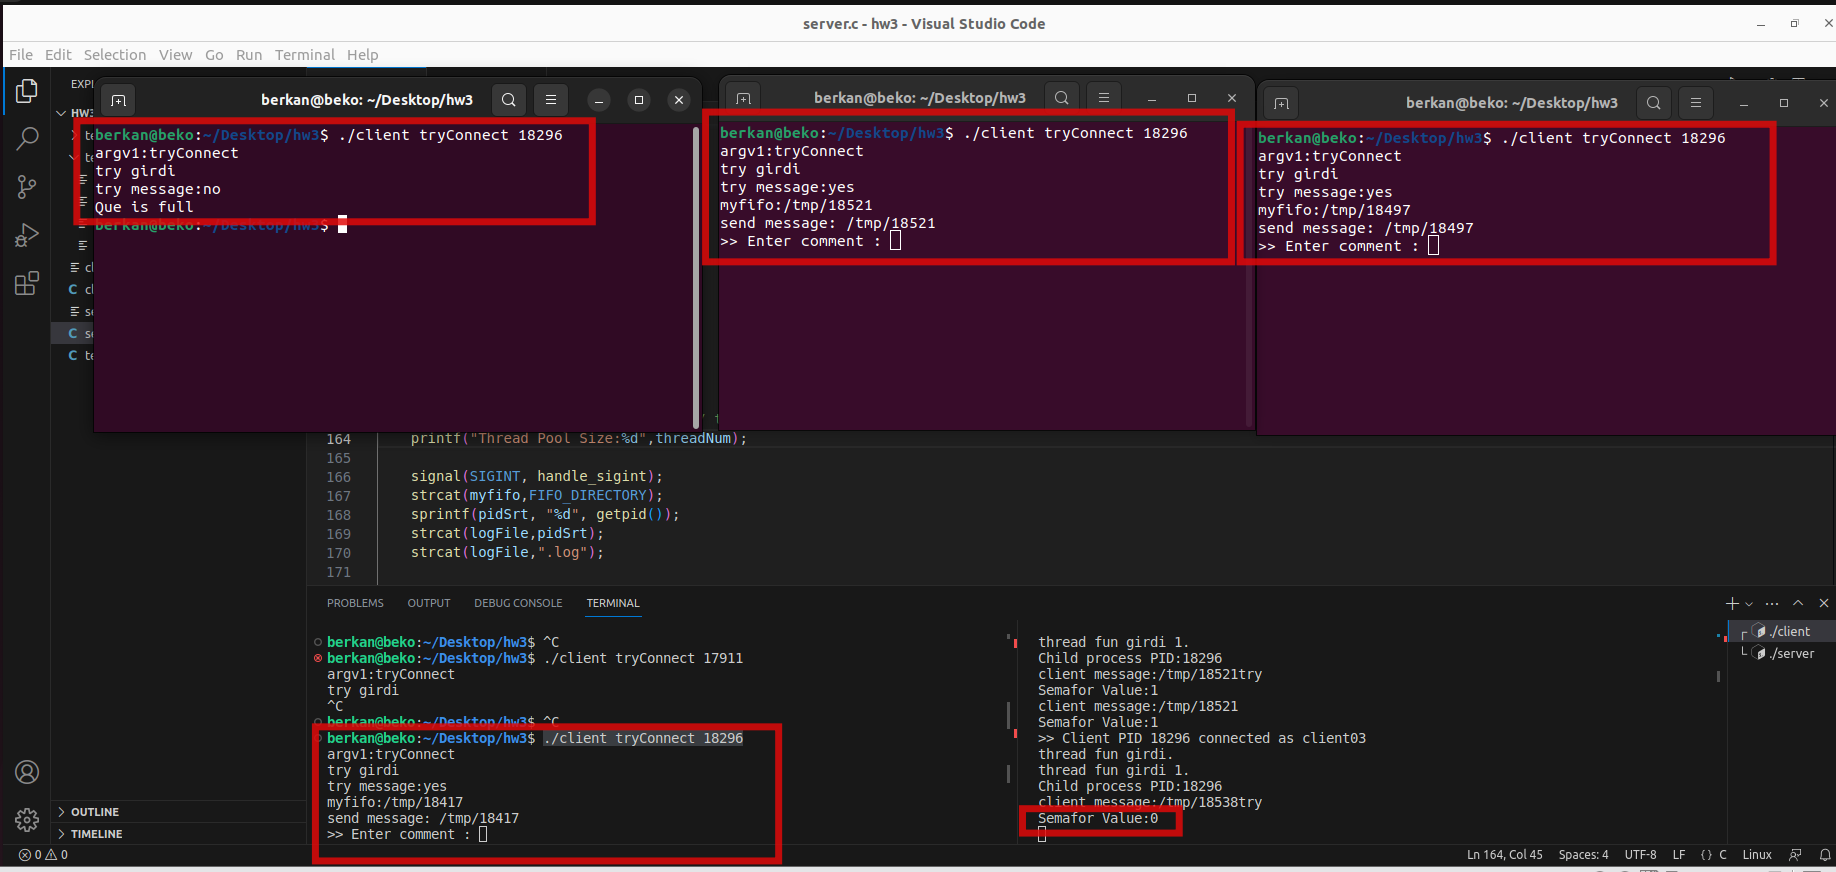 server.c - hw3 - Visual Studio Code
File Edit Selection View Go Run Terminal Help
EXPL
HW3
te
te
cl
C cl
se
C se
C te
berkan@beko: ~/Desktop/hw3
berkan@beko:~/Desktop/hw3$ ./client tryConnect 18296
argv1:tryConnect
try girdi
try message:no
Que is full
berkan@beko:~/Desktop/hw3$
berkan@beko: ~/Desktop/hw3
berkan@beko:~/Desktop/hw3$ ./client tryConnect 18296
argv1:tryConnect
try girdi
try message:yes
myfifo:/tmp/18521
send message: /tmp/18521
>> Enter comment :
berkan@beko: ~/Desktop/hw3
berkan@beko:~/Desktop/hw3$ ./client tryConnect 18296
argv1:tryConnect
try girdi
try message:yes
myfifo:/tmp/18497
send message: /tmp/18497
>> Enter comment :
164 printf("Thread Pool Size:%d",threadNum);
165
166 signal(SIGINT, handle_sigint);
167 strcat(myfifo,FIFO_DIRECTORY);
168 sprintf(pidSrt, "%d", getpid());
169 strcat(logFile,pidSrt);
170 strcat(logFile,".log");
171
PROBLEMS OUTPUT DEBUG CONSOLE TERMINAL
berkan@beko:~/Desktop/hw3$ ^C
berkan@beko:~/Desktop/hw3$ ./client tryConnect 17911
argv1:tryConnect
try girdi
^C
berkan@beko:~/Desktop/hw3$ ^C
berkan@beko:~/Desktop/hw3$ ./client tryConnect 18296
argv1:tryConnect
try girdi
try message:yes
myfifo:/tmp/18417
send message: /tmp/18417
>> Enter comment :
thread fun girdi 1.
Child process PID:18296
client message:/tmp/18521try
Semafor Value:1
client message:/tmp/18521
Semafor Value:1
>> Client PID 18296 connected as client03
thread fun girdi.
thread fun girdi 1.
Child process PID:18296
client message:/tmp/18538try
Semafor Value:0
./client
./server
OUTLINE
TIMELINE
0 0
Ln 164, Col 45 Spaces: 4 UTF-8 LF {} C Linux